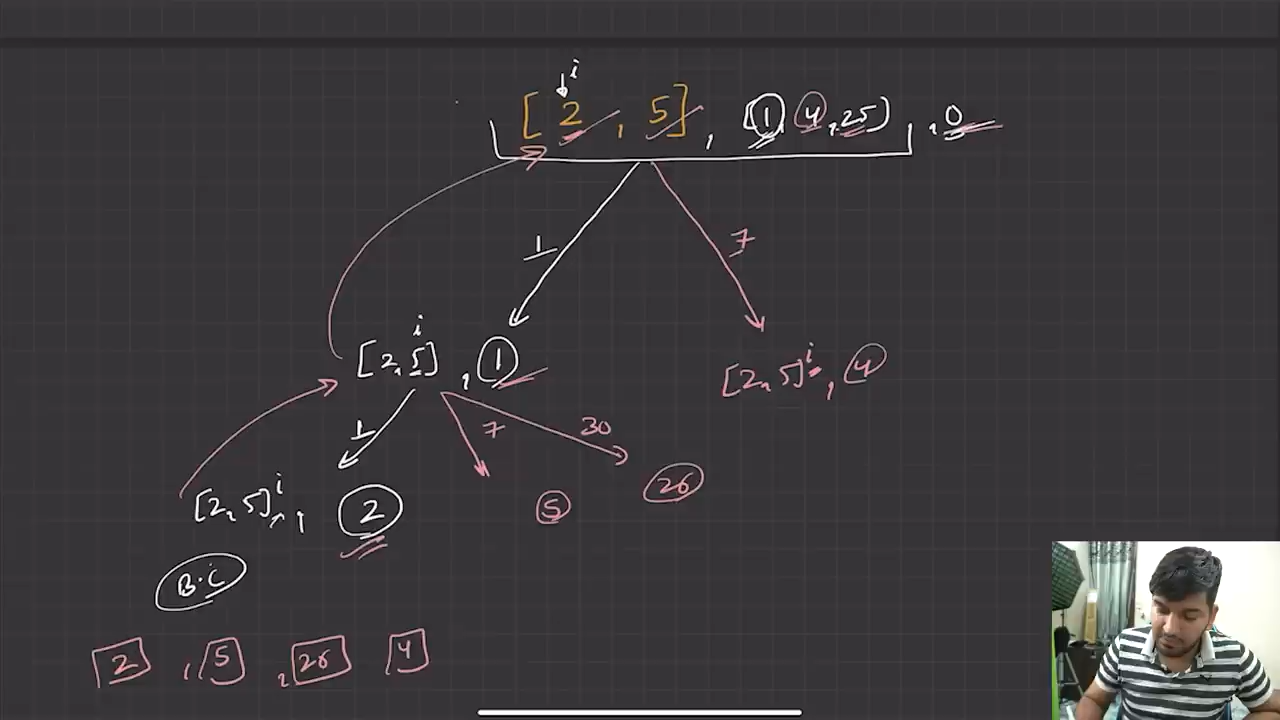 i
[ 2 , 5 ] , [ 1 , 4 , 25 ] , 0
1 7
i
[ 2, 5 ] , 1
i
[ 2, 5 ] , 4
1 7 30
i
[ 2, 5 ] , 2 5 26
B.C
2 , 5 , 26 4